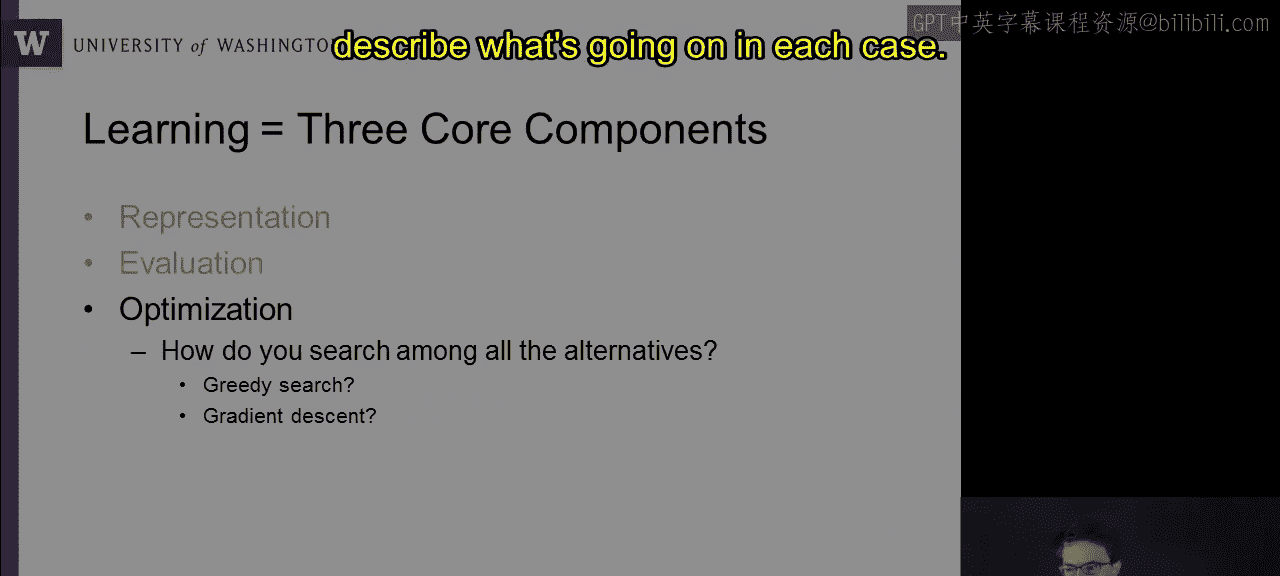 GPT中英字幕课程资源@bilibili.com
describe what's going on in each case.
W UNIVERSITY of WASHINGTO
Learning = Three Core Components
• Representation
• Evaluation
• Optimization
– How do you search among all the alternatives?
• Greedy search?
• Gradient descent?